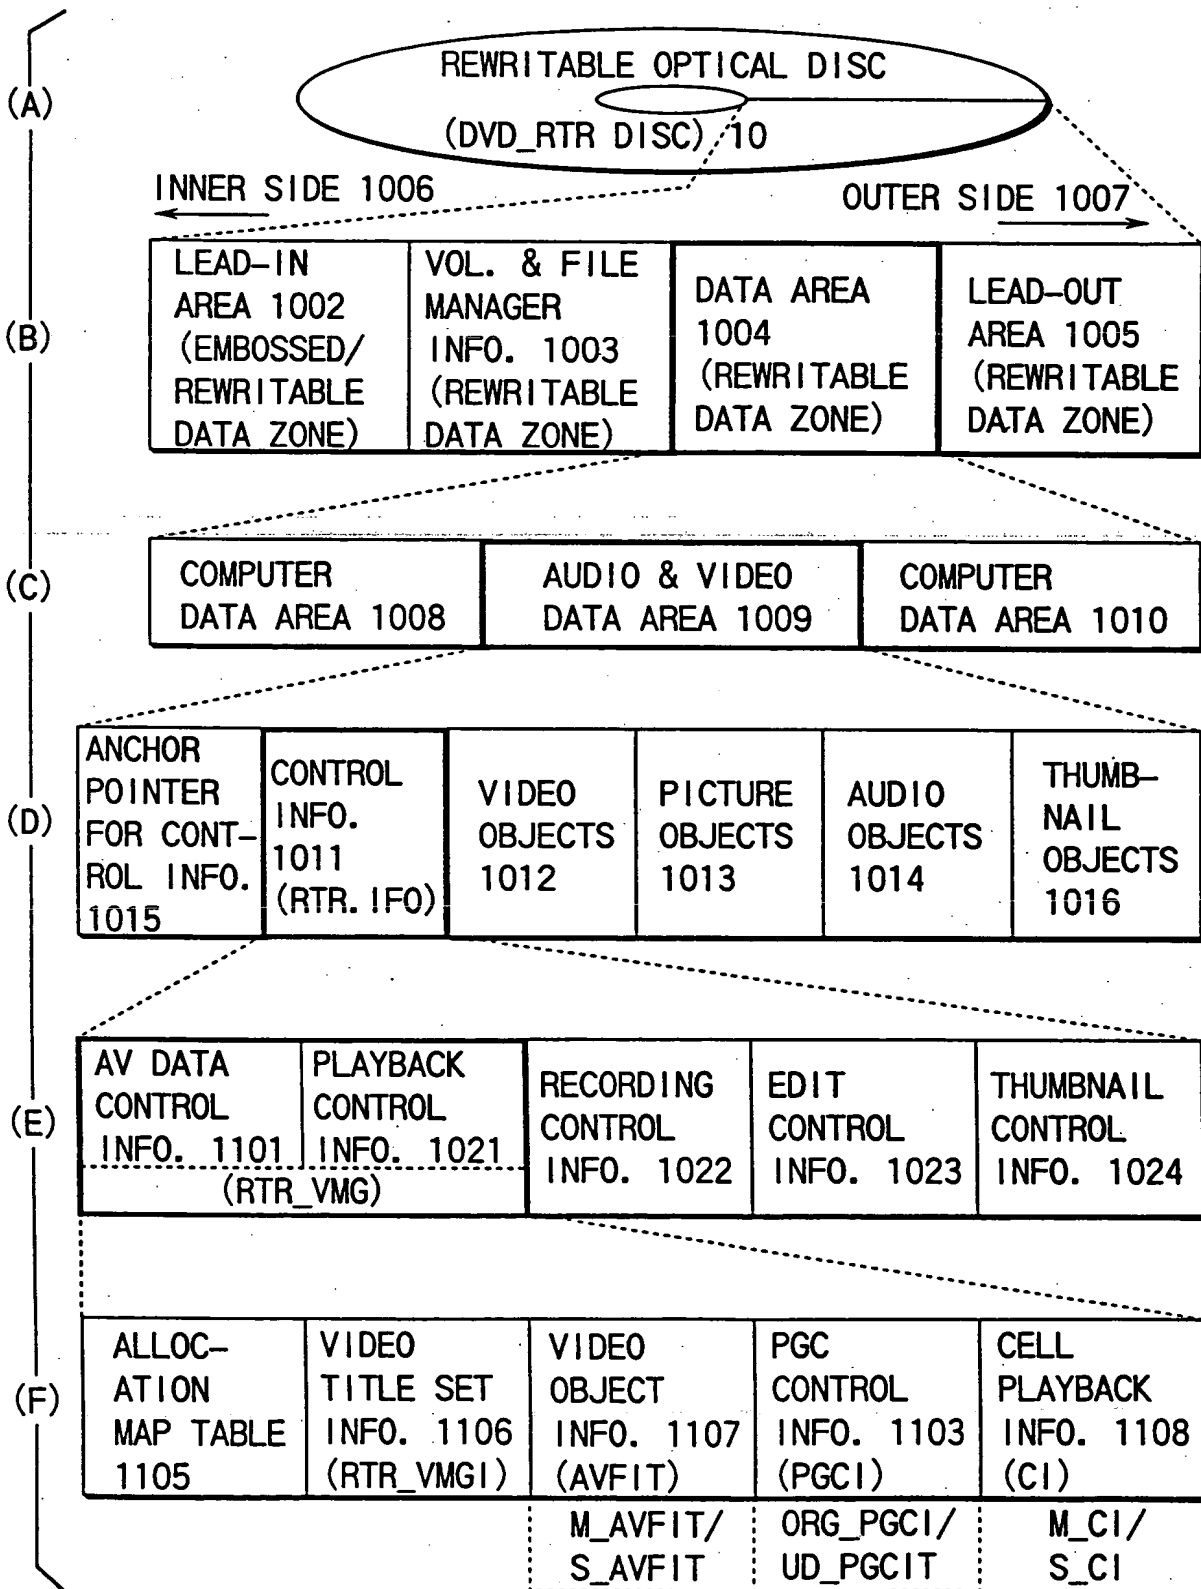 (A)
REWRITABLE OPTICAL DISC
(DVD_RTR DISC) 10
INNER SIDE 1006
OUTER SIDE 1007
(B)
LEAD-IN
AREA 1002
(EMBOSSED/
REWRITABLE
DATA ZONE)
VOL. & FILE
MANAGER
INFO. 1003
(REWRITABLE
DATA ZONE)
DATA AREA
1004
(REWRITABLE
DATA ZONE)
LEAD-OUT
AREA 1005
(REWRITABLE
DATA ZONE)
(C)
COMPUTER
DATA AREA 1008
AUDIO & VIDEO
DATA AREA 1009
COMPUTER
DATA AREA 1010
(D)
ANCHOR
POINTER
FOR CONT-
ROL INFO.
1015
CONTROL
INFO.
1011
(RTR.IFO)
VIDEO
OBJECTS
1012
PICTURE
OBJECTS
1013
AUDIO
OBJECTS
1014
THUMB-
NAIL
OBJECTS
1016
(E)
AV DATA
CONTROL
INFO. 1101
PLAYBACK
CONTROL
INFO. 1021
(RTR_VMG)
RECORDING
CONTROL
INFO. 1022
EDIT
CONTROL
INFO. 1023
THUMBNAIL
CONTROL
INFO. 1024
(F)
ALLOC-
ATION
MAP TABLE
1105
VIDEO
TITLE SET
INFO. 1106
(RTR_VMGI)
VIDEO
OBJECT
INFO. 1107
(AVFIT)
PGC
CONTROL
INFO. 1103
(PGCI)
CELL
PLAYBACK
INFO. 1108
(CI)
M_AVFIT/
S_AVFIT
ORG_PGCI/
UD_PGCIT
M_CI/
S_CI